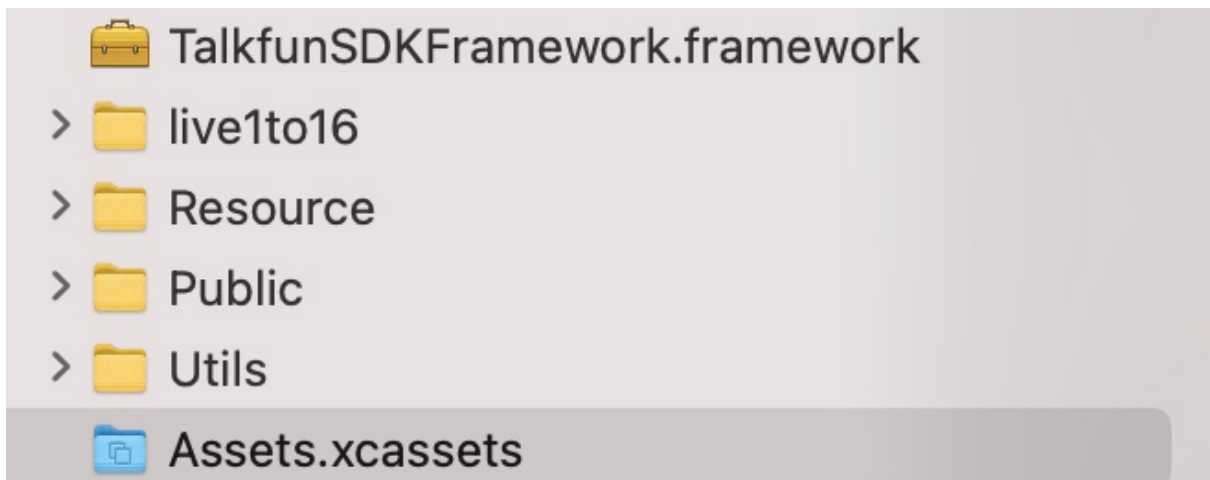 TalkfunSDKFramework.framework
live1to16
Resource
Public
Utils
Assets.xcassets